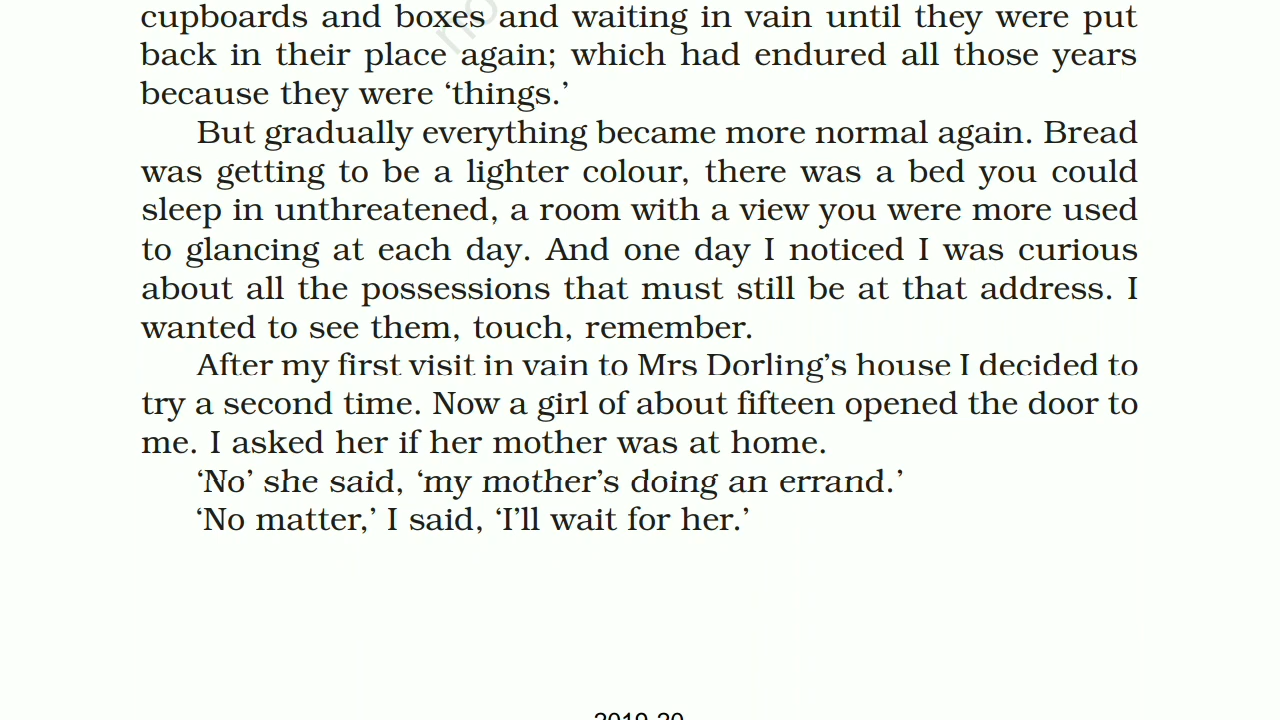 cupboards and boxes and waiting in vain until they were put
back in their place again; which had endured all those years
because they were ‘things.’
But gradually everything became more normal again. Bread
was getting to be a lighter colour, there was a bed you could
sleep in unthreatened, a room with a view you were more used
to glancing at each day. And one day I noticed I was curious
about all the possessions that must still be at that address. I
wanted to see them, touch, remember.
After my first visit in vain to Mrs Dorling’s house I decided to
try a second time. Now a girl of about fifteen opened the door to
me. I asked her if her mother was at home.
‘No’ she said, ‘my mother’s doing an errand.’
‘No matter,’ I said, ‘I’ll wait for her.’
2019-20